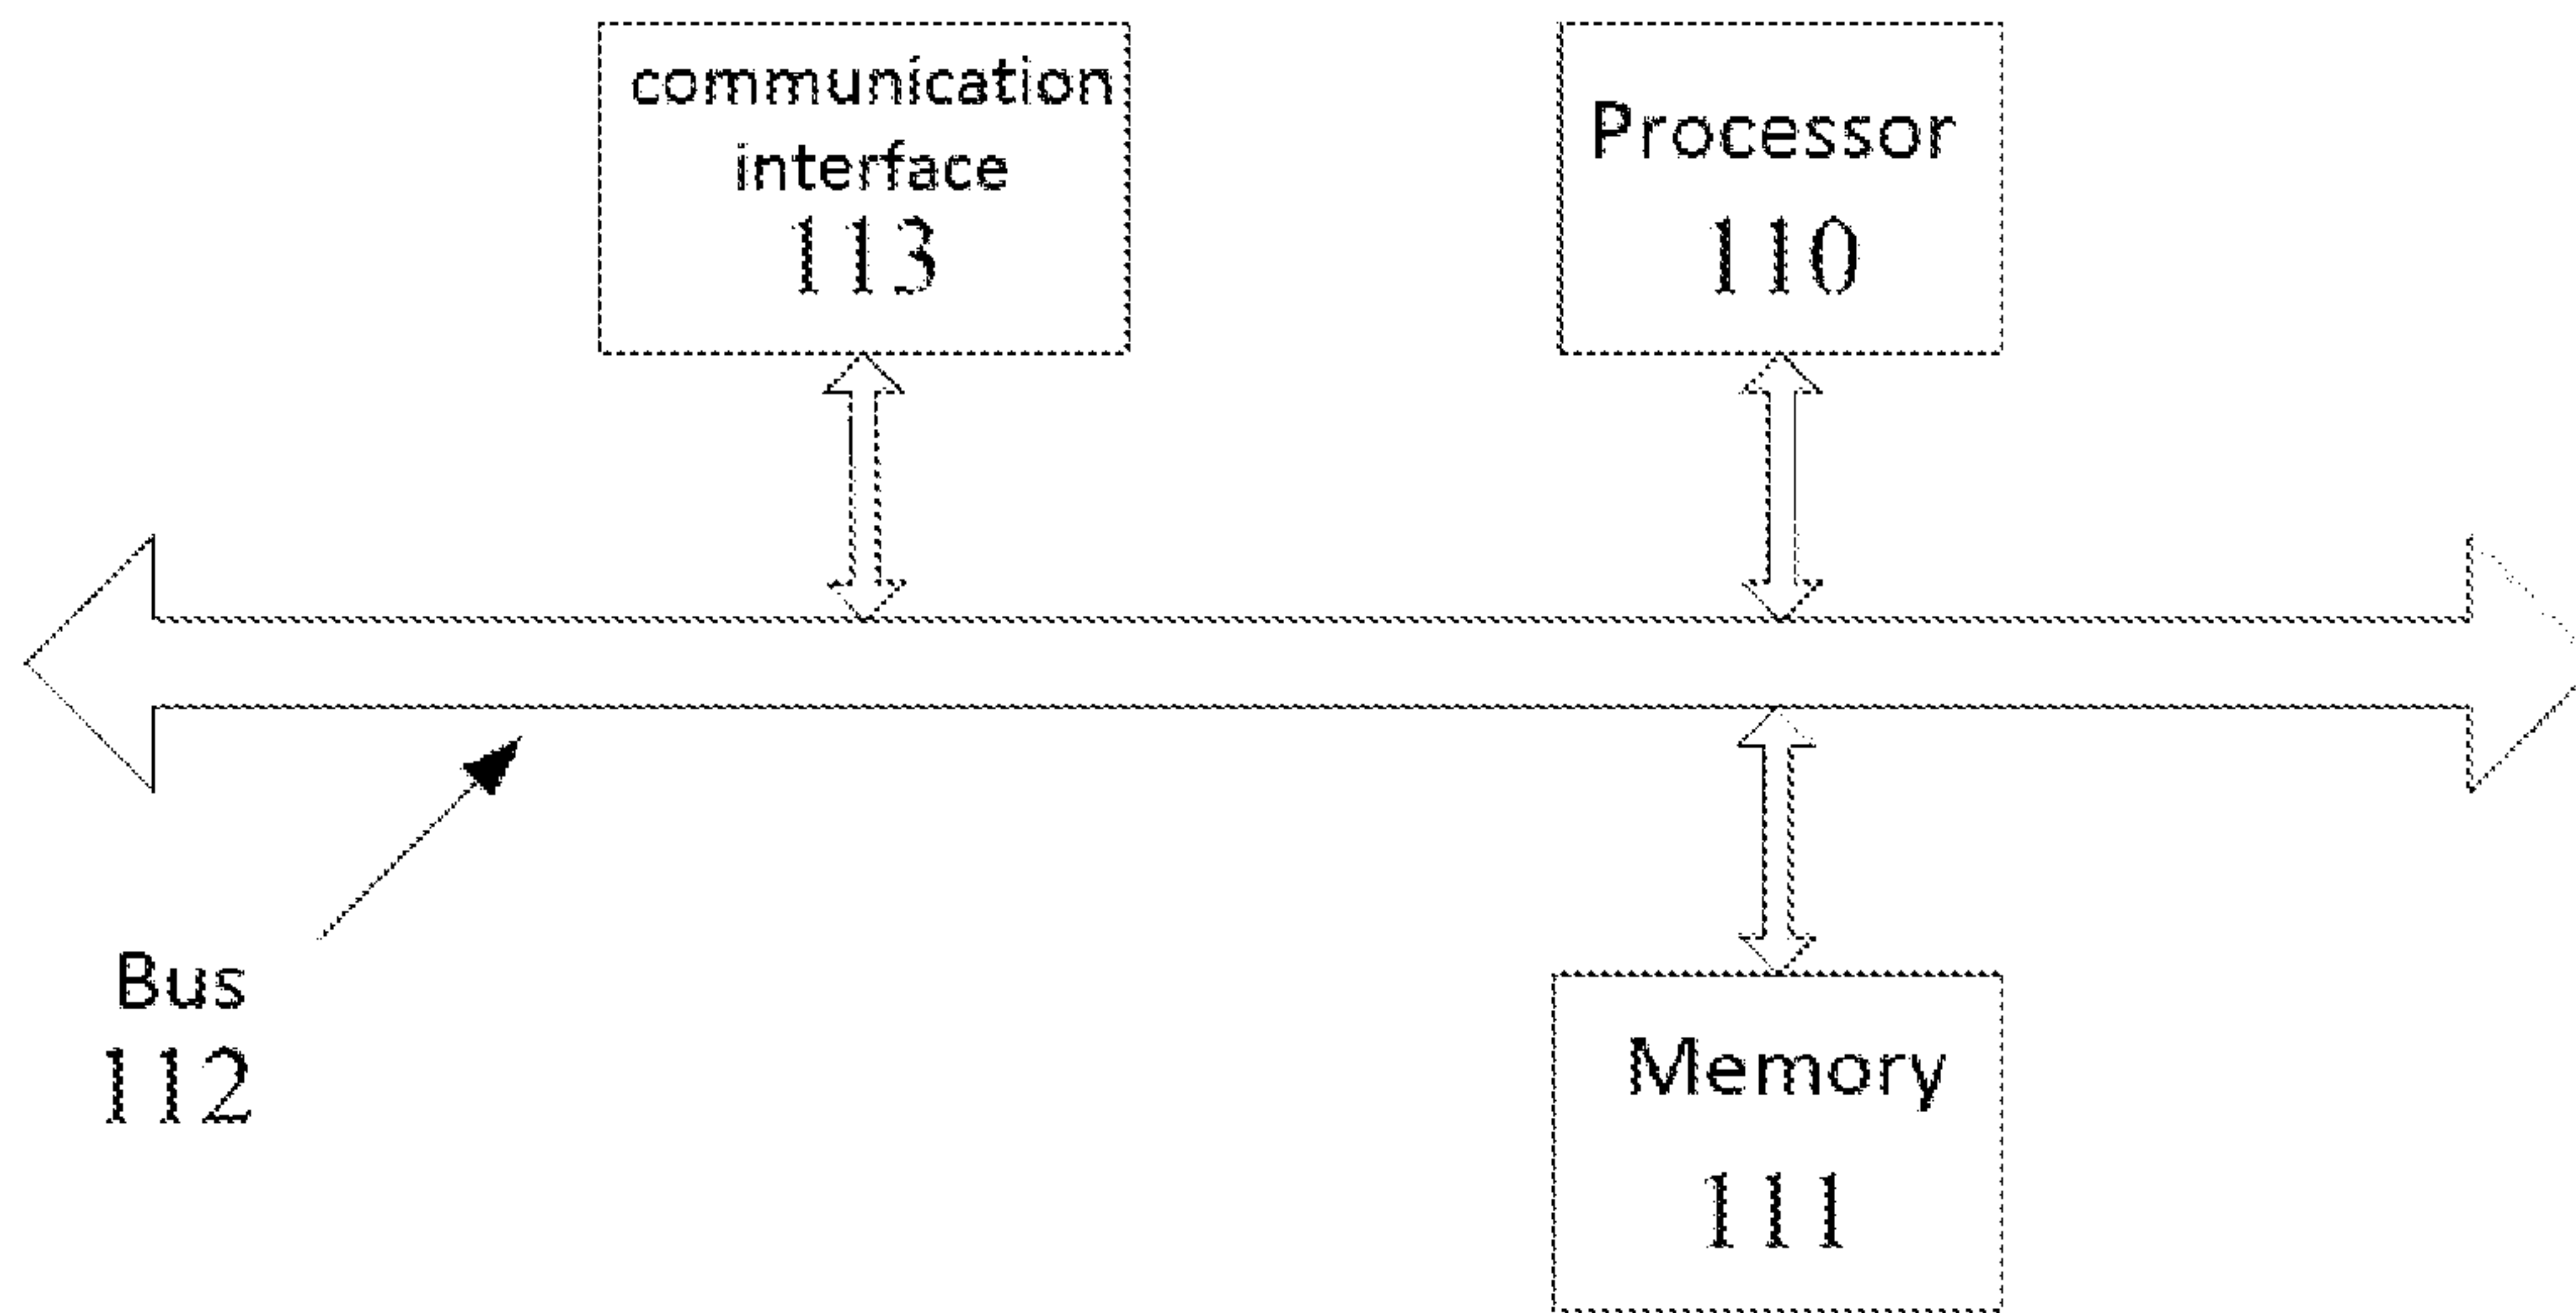 communication
interface
113
Processor
110
Bus
112
Memory
111